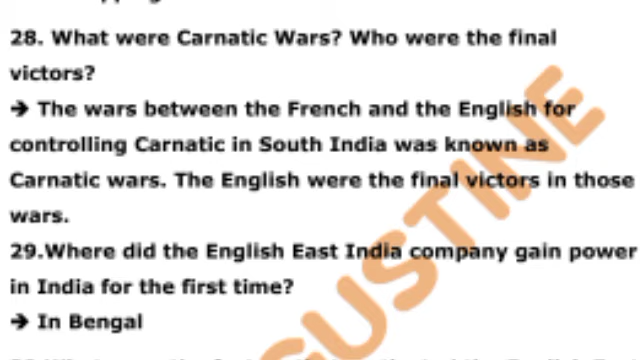 28. What were Carnatic Wars? Who were the final
victors?
➔ The wars between the French and the English for
controlling Carnatic in South India was known as
Carnatic wars. The English were the final victors in those
wars.
29.Where did the English East India company gain power
in India for the first time?
➔ In Bengal
GUSTINE